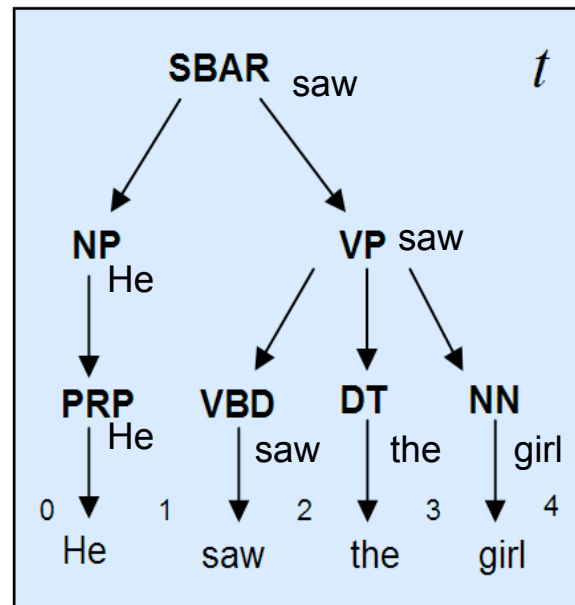 SBAR saw t
NP He VP saw
PRP He VBD saw DT the NN girl
0 1 2 3 4
He saw the girl